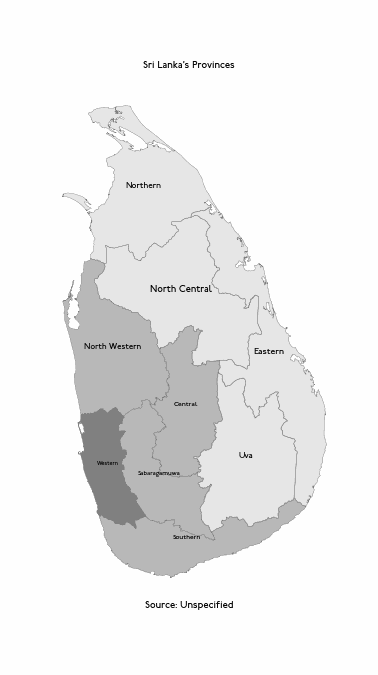 Sri Lanka's Provinces
Northern
North Central
North Western
Eastern
Central
Uva
Western
Sabaragamuwa
Southern
Source: Unspecified